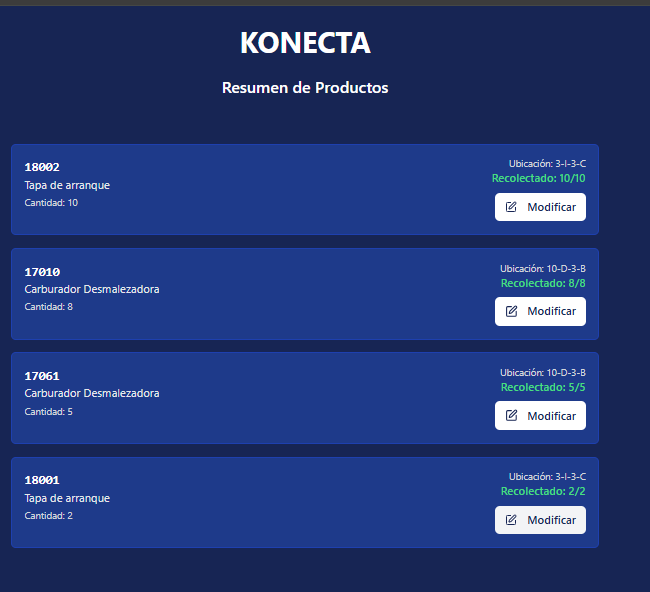 KONECTA
Resumen de Productos
18002
Tapa de arranque
Cantidad: 10
Ubicación: 3-I-3-C
Recolectado: 10/10
Modificar
17010
Carburador Desmalezadora
Cantidad: 8
Ubicación: 10-D-3-B
Recolectado: 8/8
Modificar
17061
Carburador Desmalezadora
Cantidad: 5
Ubicación: 10-D-3-B
Recolectado: 5/5
Modificar
18001
Tapa de arranque
Cantidad: 2
Ubicación: 3-I-3-C
Recolectado: 2/2
Modificar